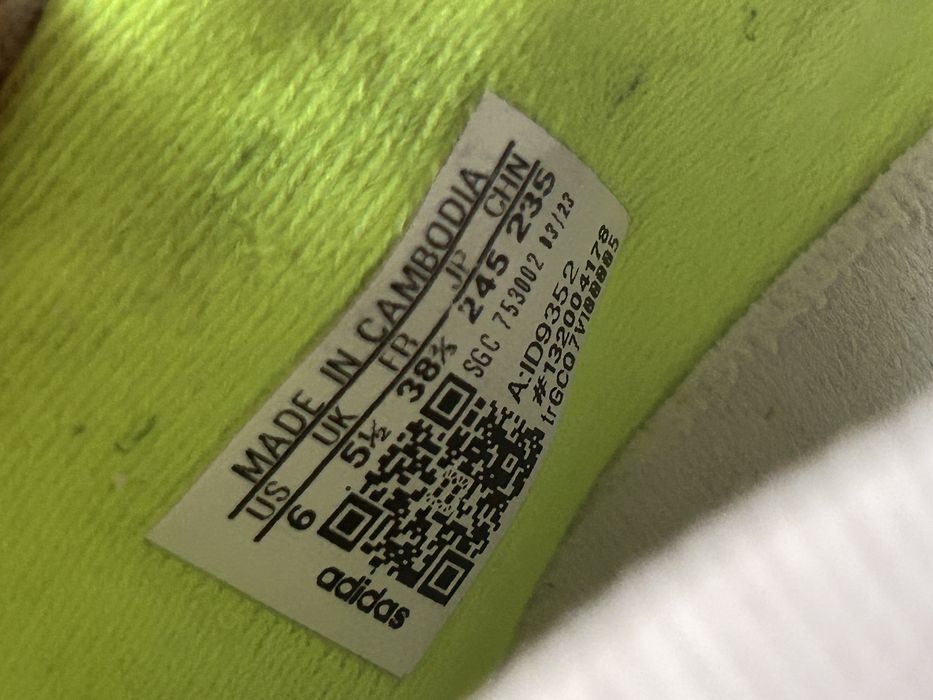 MADE IN CAMBODIA
US UK FR JP CHN
6 5½ 38⅔ 245 235
SGC 753002 03/23
A:ID9352
#:1320004178
adidas